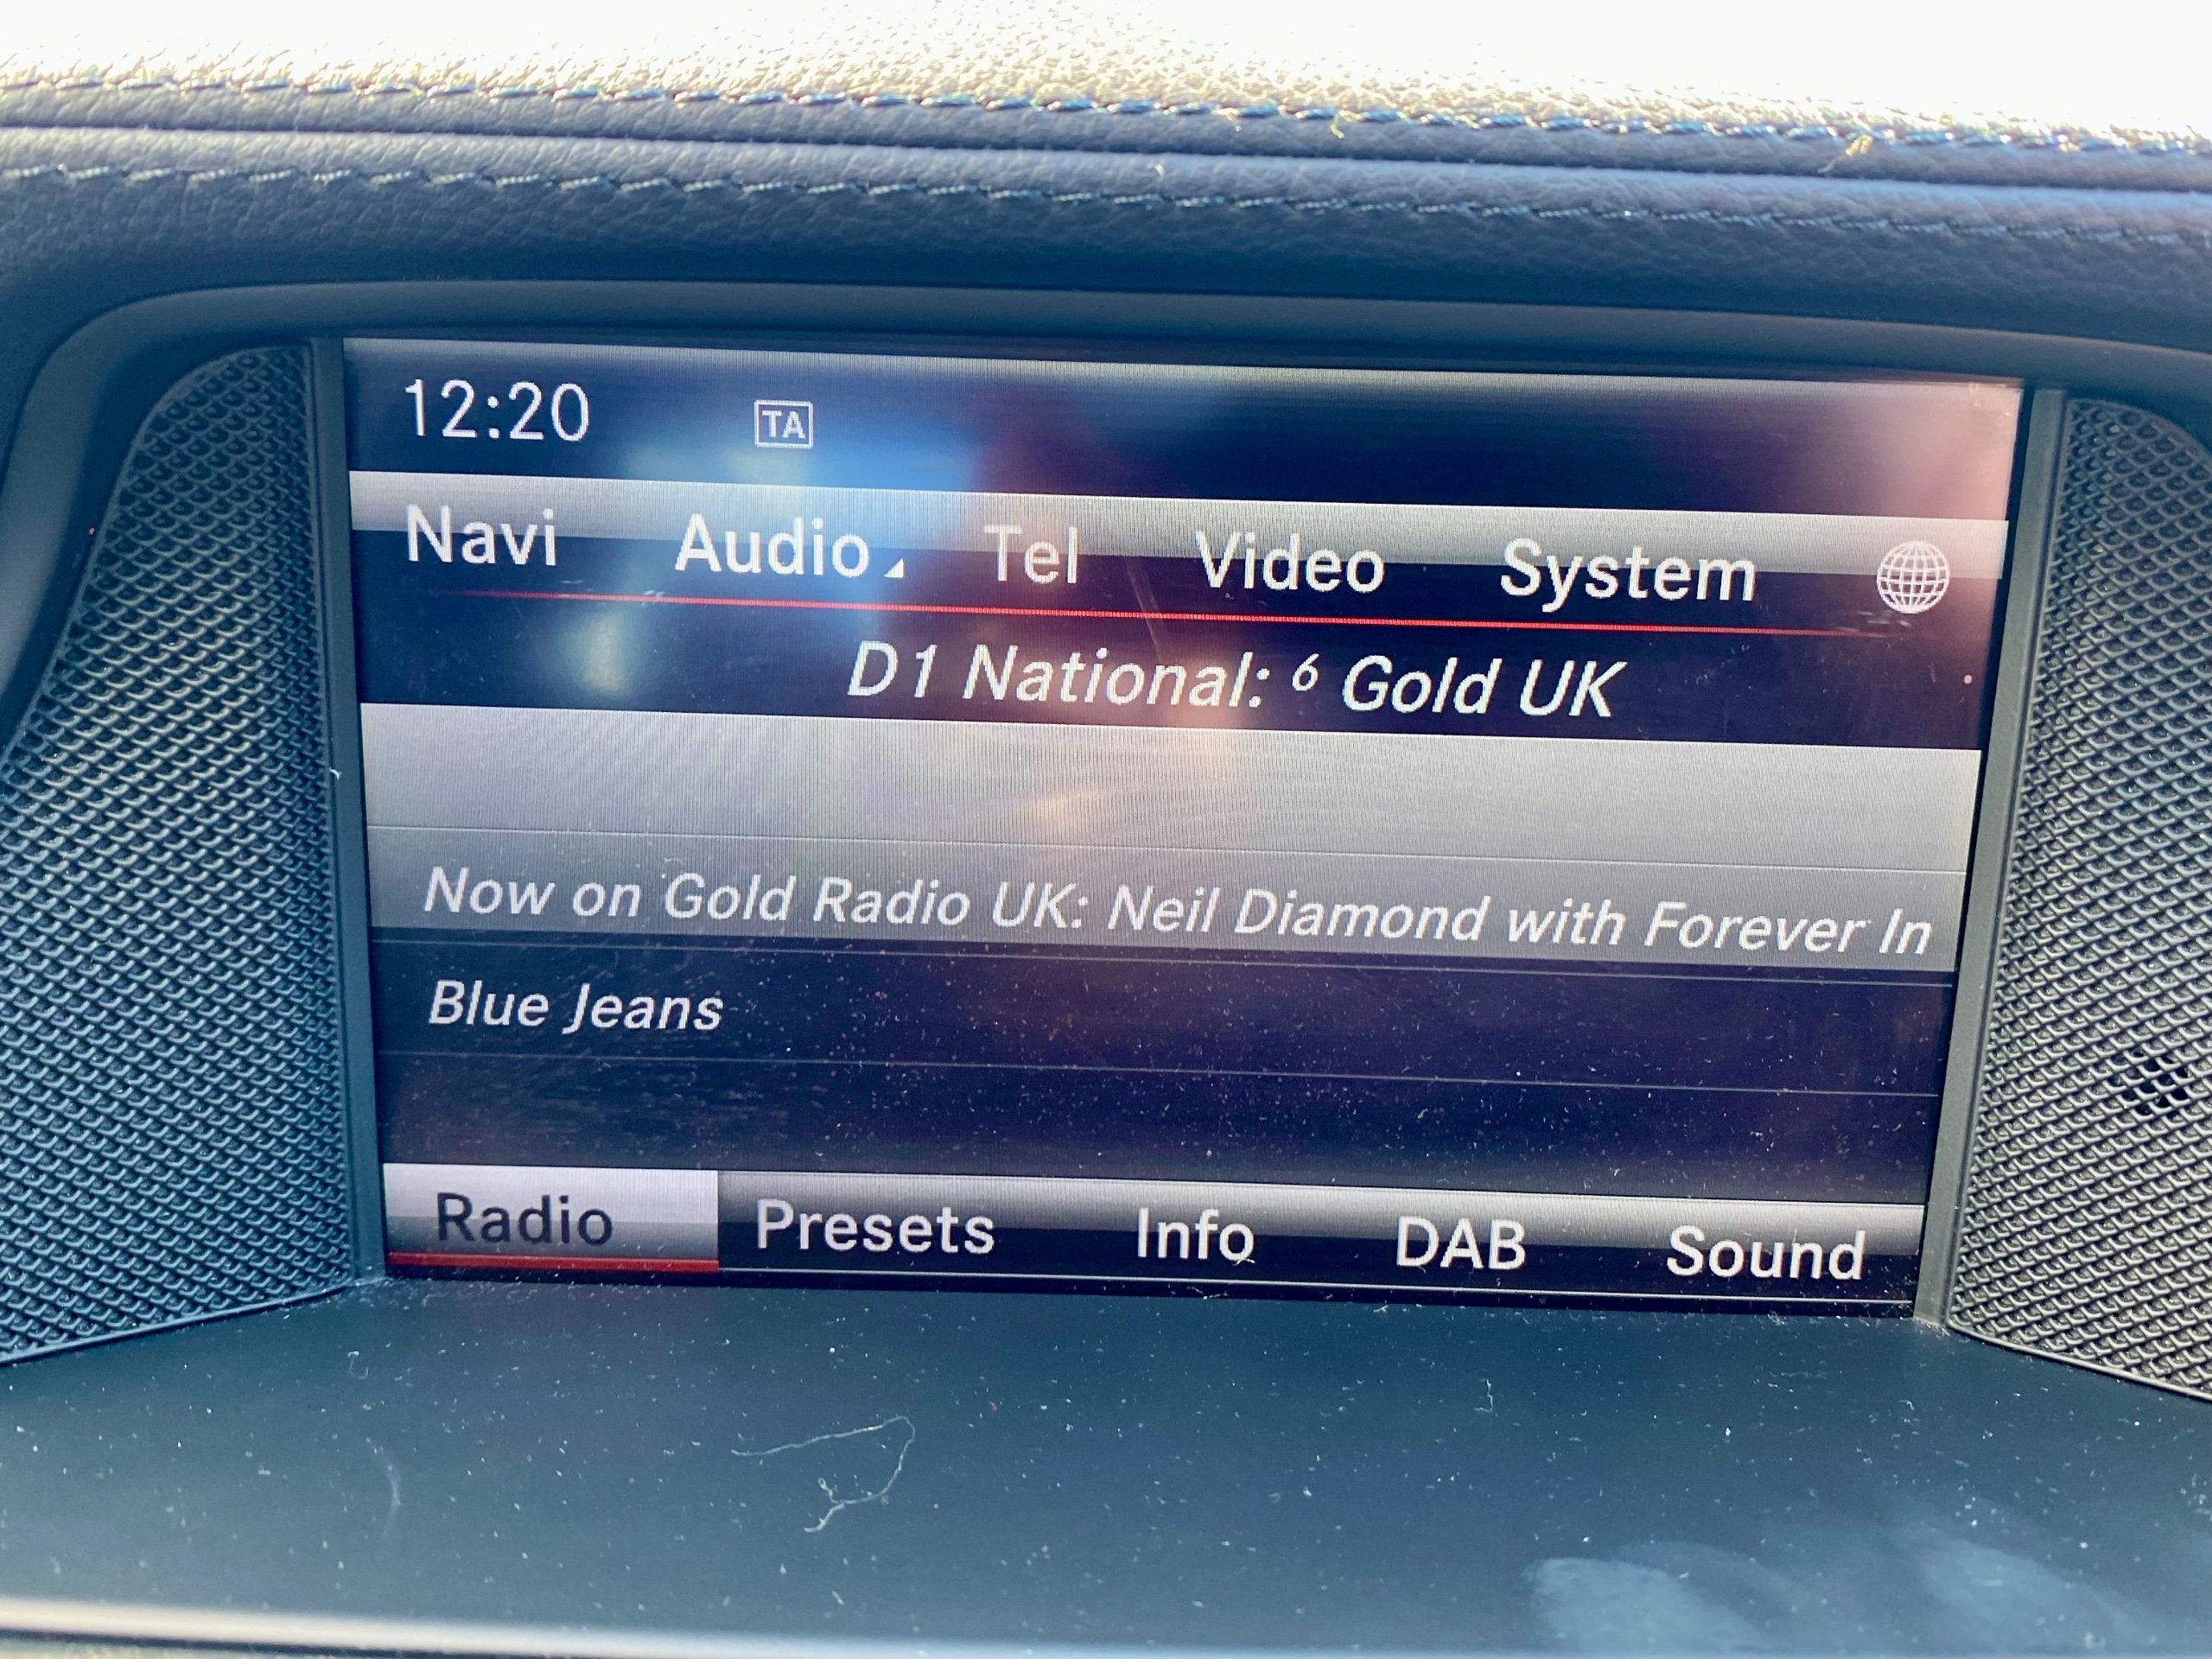 12:20 TA
Navi Audio Tel Video System
D1 National: ⁶ Gold UK
Now on Gold Radio UK: Neil Diamond with Forever In
Blue Jeans
Radio Presets Info DAB Sound